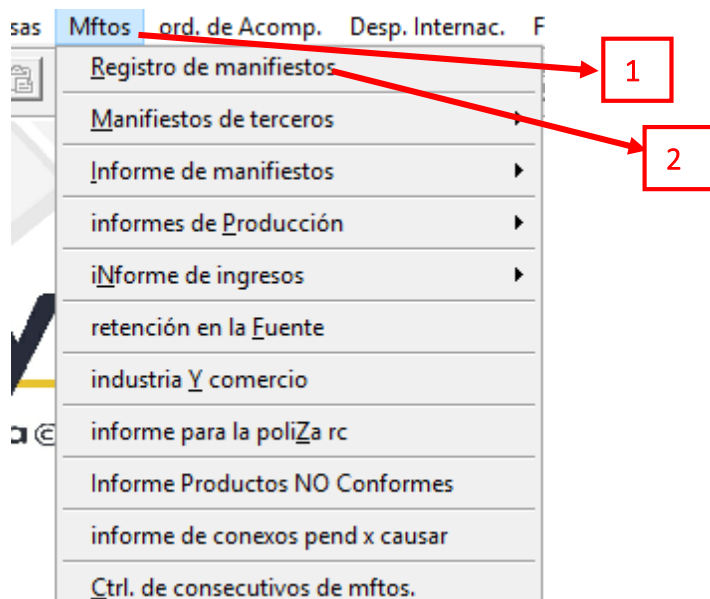 sas Mftos ord. de Acomp. Desp. Internac. F
1
Registro de manifiestos
2
Manifiestos de terceros
Informe de manifiestos
informes de Producción
iNforme de ingresos
retención en la Fuente
industria Y comercio
a©
informe para la poliZa rc
Informe Productos NO Conformes
informe de conexos pend x causar
Ctrl. de consecutivos de mftos.